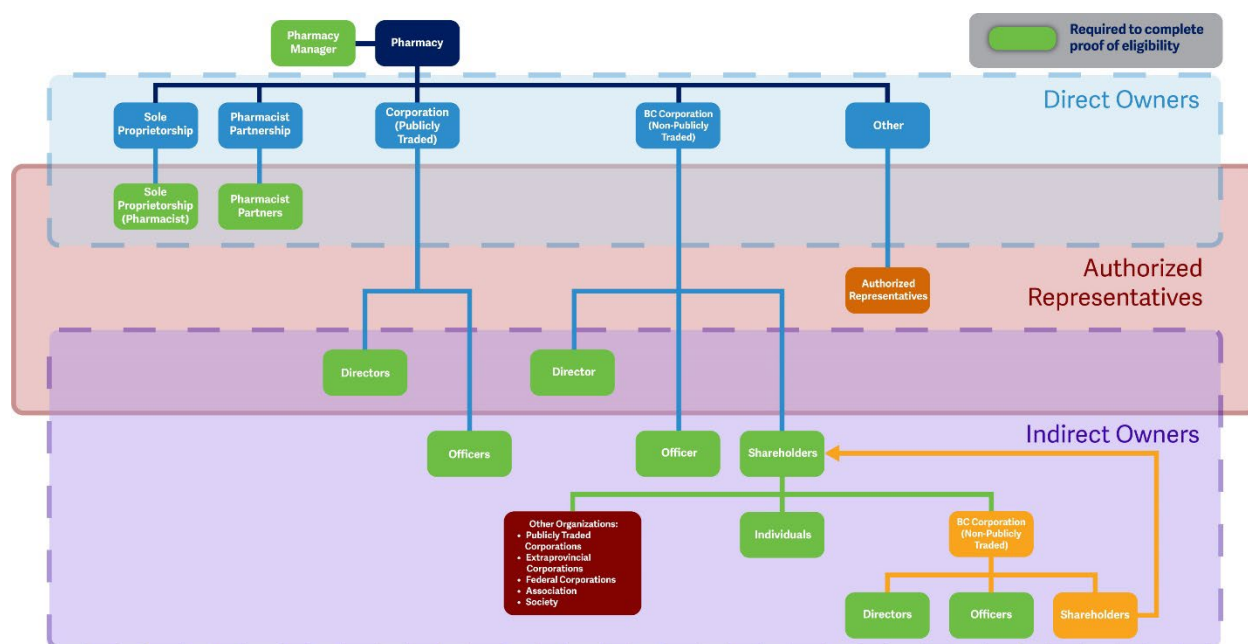 Pharmacy
Manager
Pharmacy
Required to complete
proof of eligibility
Direct Owners
Sole
Proprietorship
Pharmacist
Partnership
Corporation
(Publicly
Traded)
BC Corporation
(Non-Publicly
Traded)
Other
Sole
Proprietorship
(Pharmacist)
Pharmacist
Partners
Authorized
Representatives
Authorized
Representatives
Directors
Director
Indirect Owners
Officers
Officer
Shareholders
Other Organizations:
• Publicly Traded
Corporations
• Extraprovincial
Corporations
• Federal Corporations
• Association
• Society
Individuals
BC Corporation
(Non-Publicly
Traded)
Directors
Officers
Shareholders